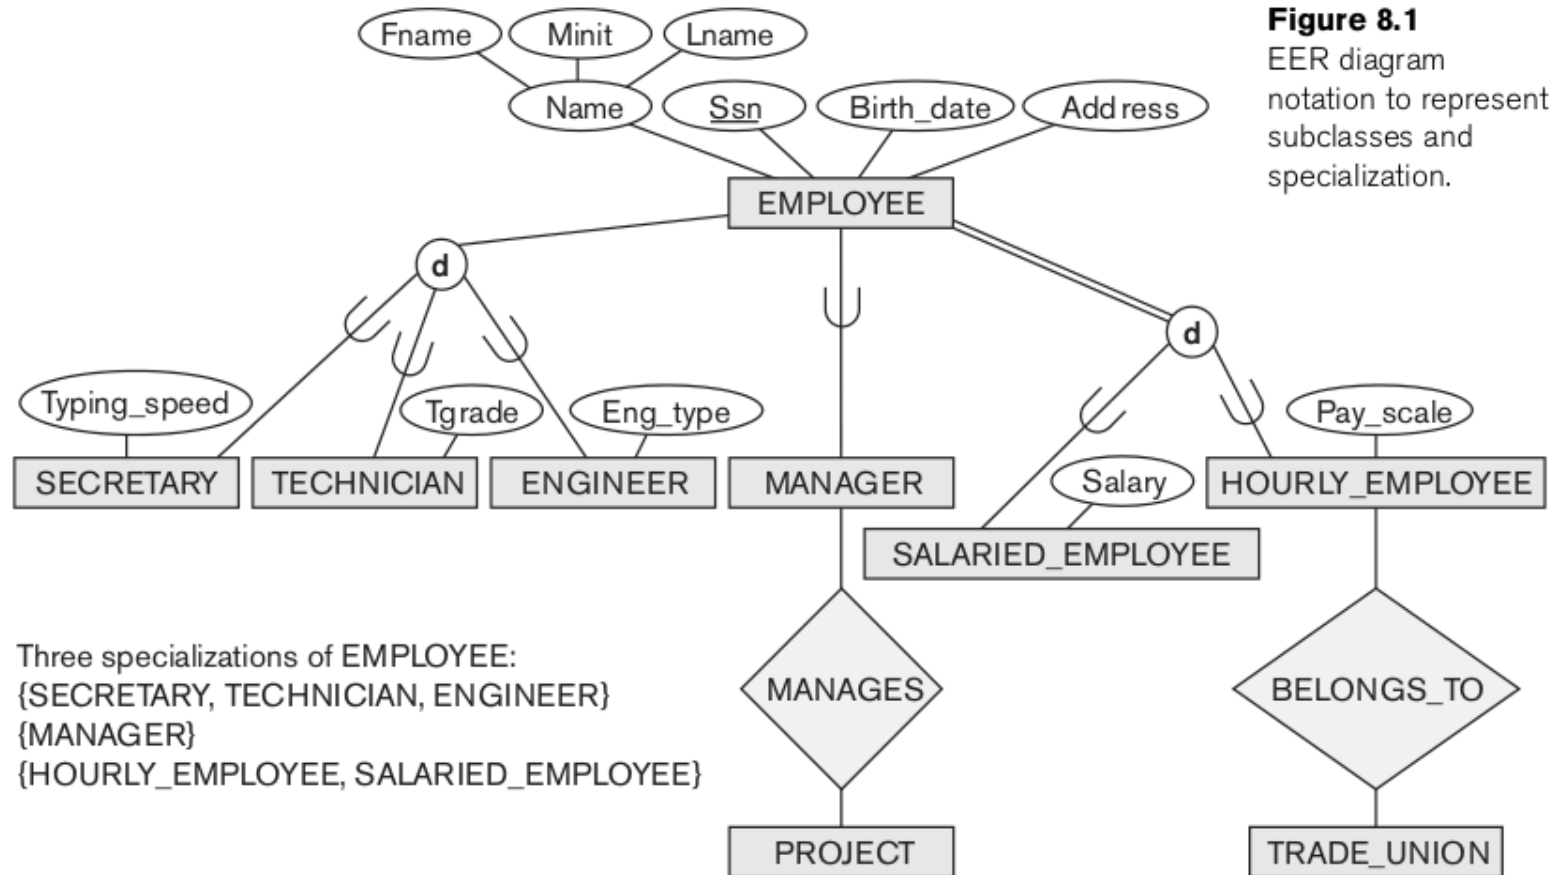 Figure 8.1
EER diagram
notation to represent
subclasses and
specialization.
Fname
Minit
Lname
Name
Ssn
Birth_date
Address
EMPLOYEE
d
d
Typing_speed
Tgrade
Eng_type
Pay_scale
SECRETARY
TECHNICIAN
ENGINEER
MANAGER
Salary
HOURLY_EMPLOYEE
SALARIED_EMPLOYEE
Three specializations of EMPLOYEE:
{SECRETARY, TECHNICIAN, ENGINEER}
{MANAGER}
{HOURLY_EMPLOYEE, SALARIED_EMPLOYEE}
MANAGES
BELONGS_TO
PROJECT
TRADE_UNION